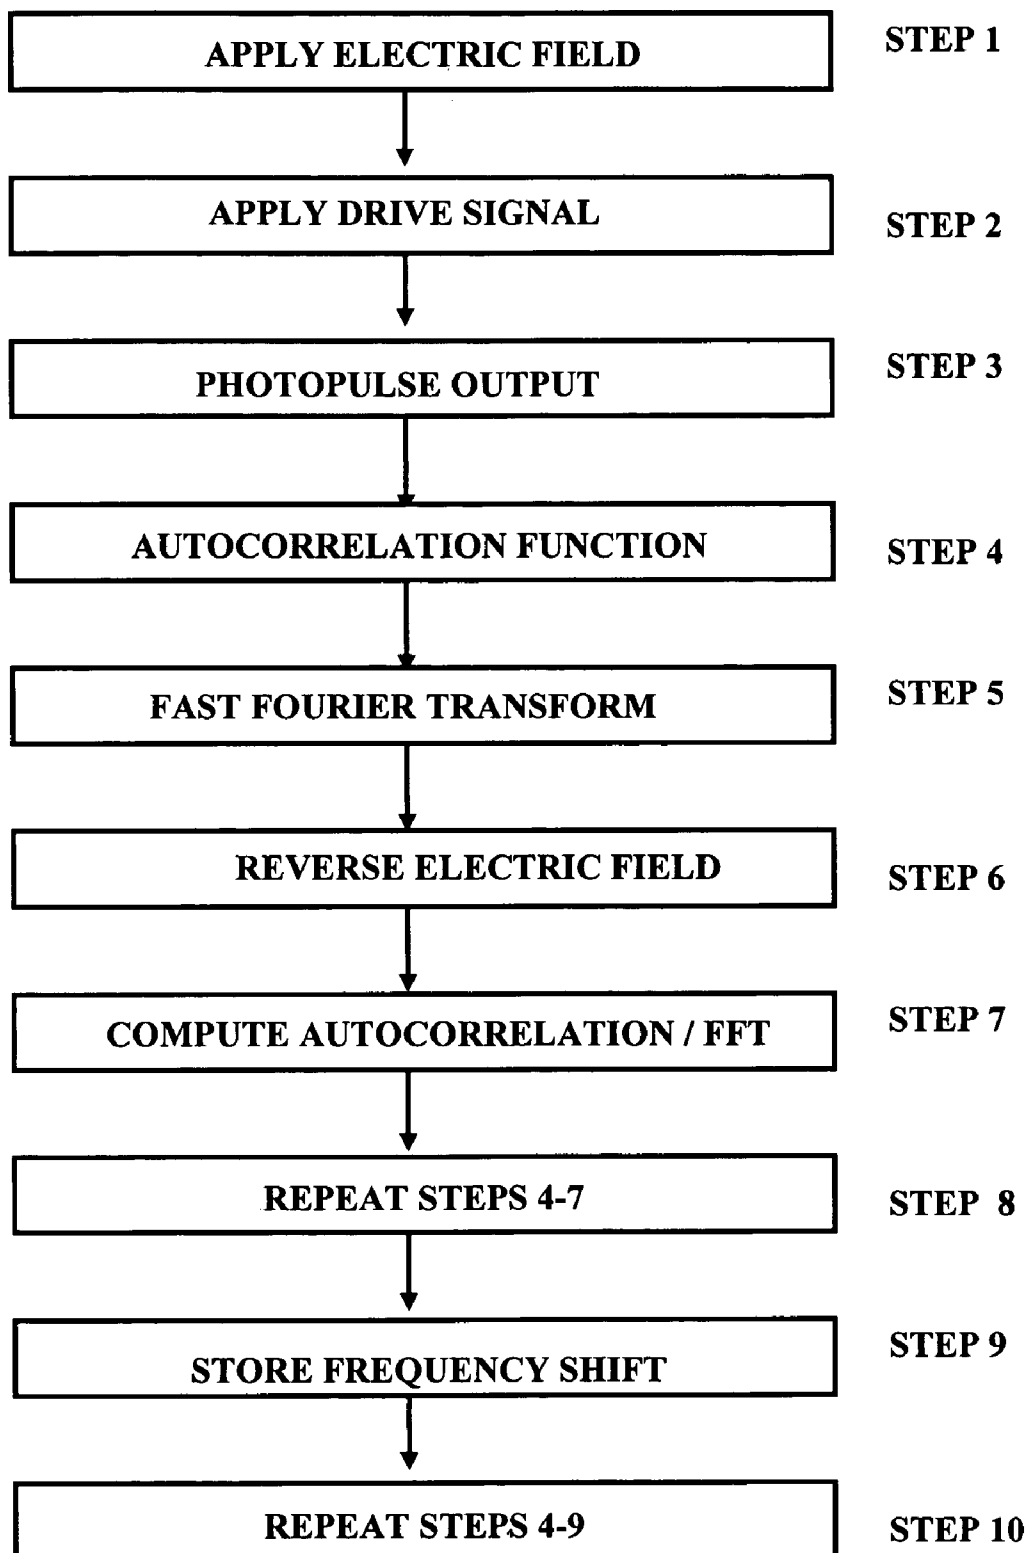 APPLY ELECTRIC FIELD
STEP 1
APPLY DRIVE SIGNAL
STEP 2
PHOTOPULSE OUTPUT
STEP 3
AUTOCORRELATION FUNCTION
STEP 4
FAST FOURIER TRANSFORM
STEP 5
REVERSE ELECTRIC FIELD
STEP 6
COMPUTE AUTOCORRELATION / FFT
STEP 7
REPEAT STEPS 4-7
STEP 8
STORE FREQUENCY SHIFT
STEP 9
REPEAT STEPS 4-9
STEP 10